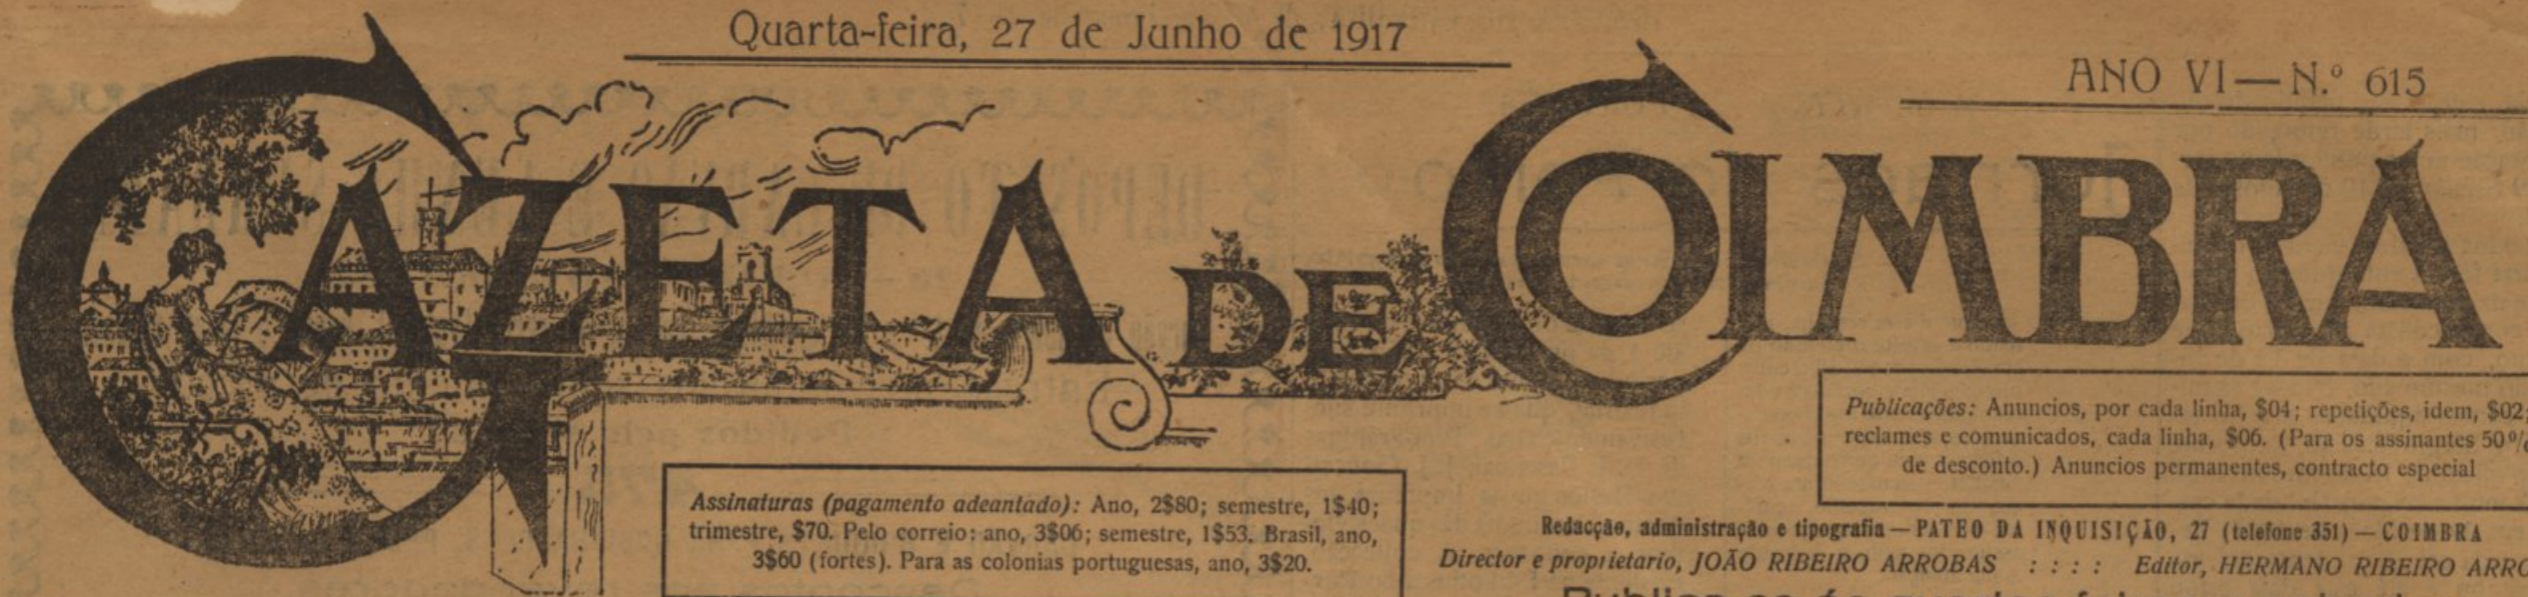 Quarta-feira, 27 de Junho de 1917
ANO VI — N.º 615
GAZETA DE COIMBRA
Publicações: Anuncios, por cada linha, $04; repetições, idem, $02;
reclames e comunicados, cada linha, $06. (Para os assinantes 50%
de desconto.) Anuncios permanentes, contracto especial
Assinaturas (pagamento adeantado): Ano, 2$80; semestre, 1$40;
trimestre, $70. Pelo correio: ano, 3$06; semestre, 1$53. Brasil, ano,
3$60 (fortes). Para as colonias portuguesas, ano, 3$20.
Redacção, administração e tipografia — PATEO DA INQUISIÇÃO, 27 (telefone 351) — COIMBRA
Director e proprietario, JOÃO RIBEIRO ARROBAS : : : : Editor, HERMANO RIBEIRO ARRO